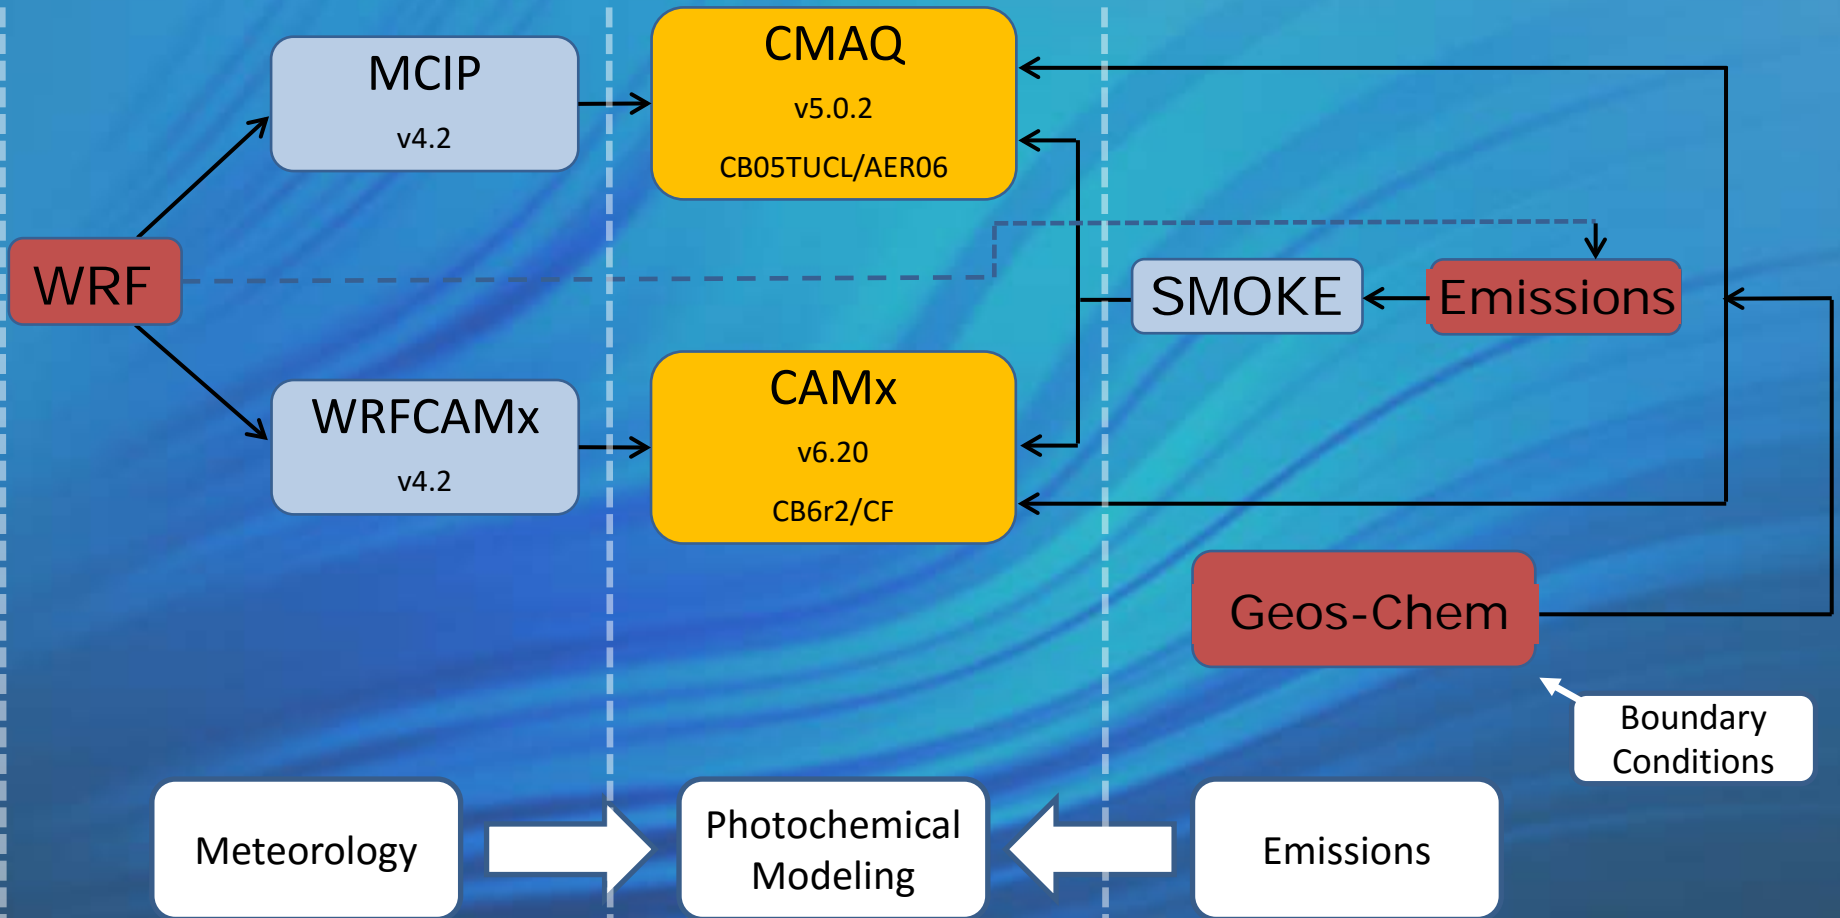 MCIP
v4.2
CMAQ
v5.0.2
CB05TUCL/AER06
WRF
SMOKE
Emissions
WRFCAMx
v4.2
CAMx
v6.20
CB6r2/CF
Geos-Chem
Boundary
Conditions
Meteorology
Photochemical
Modeling
Emissions